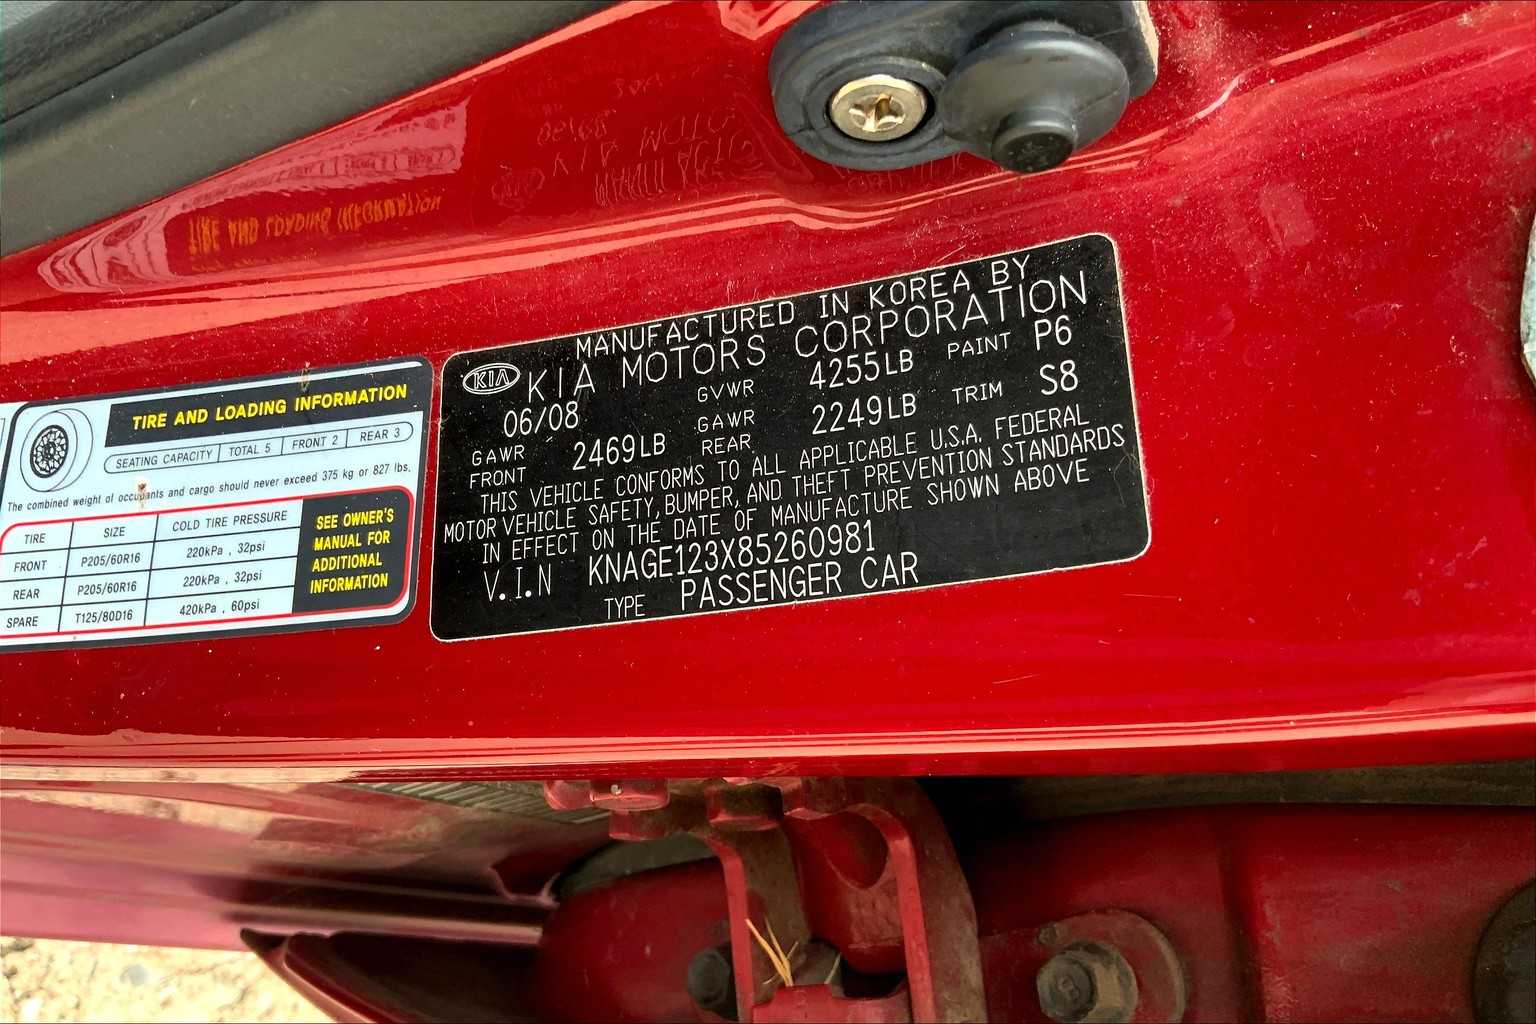 TIRE AND LOADING INFORMATION
SEATING CAPACITY TOTAL 5 FRONT 2 REAR 3
The combined weight of occupants and cargo should never exceed 375 kg or 827 lbs.
TIRE SIZE COLD TIRE PRESSURE
FRONT P205/60R16 220kPa , 32psi
REAR P205/60R16 220kPa , 32psi
SPARE T125/80D16 420kPa , 60psi
SEE OWNER'S
MANUAL FOR
ADDITIONAL
INFORMATION
MANUFACTURED IN KOREA BY
KIA KIA MOTORS CORPORATION
06/08 GVWR 4255LB PAINT P6
GAWR FRONT 2469LB GAWR REAR 2249LB TRIM S8
THIS VEHICLE CONFORMS TO ALL APPLICABLE U.S.A. FEDERAL
MOTOR VEHICLE SAFETY, BUMPER, AND THEFT PREVENTION STANDARDS
IN EFFECT ON THE DATE OF MANUFACTURE SHOWN ABOVE
V.I.N KNAGE123X85260981
TYPE PASSENGER CAR